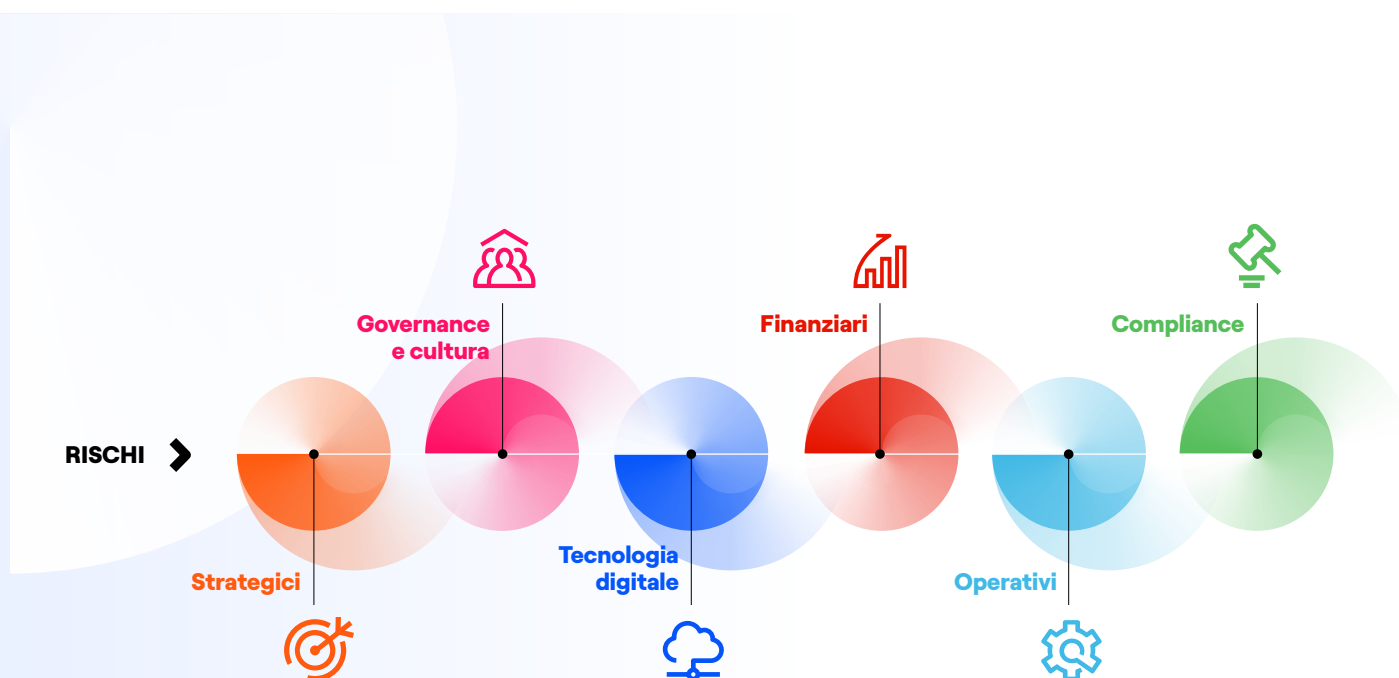 RISCHI
Strategici
Governance
e cultura
Tecnologia
digitale
Finanziari
Operativi
Compliance